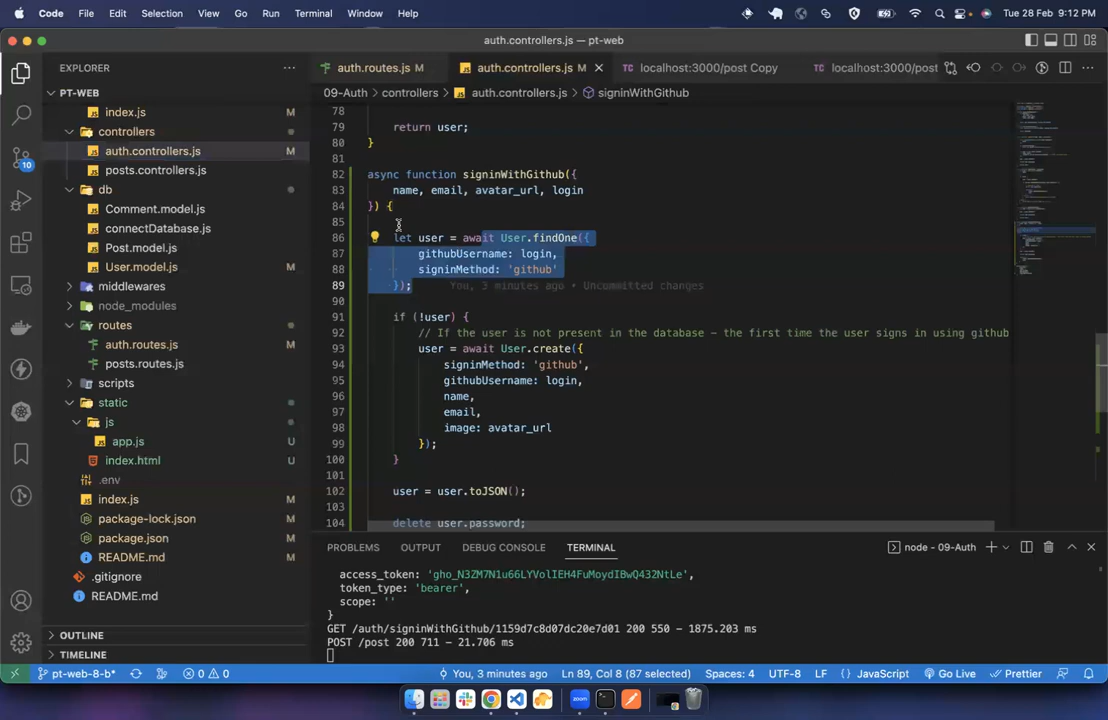 Code File Edit Selection View Go Run Terminal Window Help Tue 28 Feb 9:12 PM
auth.controllers.js — pt-web
EXPLORER
auth.routes.js M auth.controllers.js M localhost:3000/post Copy localhost:3000/post
PT-WEB
09-Auth > controllers > auth.controllers.js > signinWithGithub
index.js M
controllers
auth.controllers.js M
posts.controllers.js
db
Comment.model.js
connectDatabase.js
Post.model.js
User.model.js M
middlewares
node_modules
routes
auth.routes.js M
posts.routes.js
scripts
static
js
app.js U
index.html U
.env
index.js M
package-lock.json M
package.json M
README.md M
.gitignore
README.md
OUTLINE
TIMELINE
10
78
79 return user;
80 }
81
82 async function signinWithGithub({
83 name, email, avatar_url, login
84 }) {
85
86 let user = await User.findOne({
87 githubUsername: login,
88 signinMethod: 'github'
89 }); You, 3 minutes ago • Uncommitted changes
90
91 if (!user) {
92 // If the user is not present in the database - the first time the user signs in using github
93 user = await User.create({
94 signinMethod: 'github',
95 githubUsername: login,
96 name,
97 email,
98 image: avatar_url
99 });
100 }
101
102 user = user.toJSON();
103
104 delete user.password;
PROBLEMS OUTPUT DEBUG CONSOLE TERMINAL node - 09-Auth
access_token: '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',
token_type: 'bearer',
scope: ''
}
GET /auth/signinWithGithub/1159d7c8d07dc20e7d01 200 550 - 1875.203 ms
POST /post 200 711 - 21.706 ms
pt-web-8-b* 0 0 You, 3 minutes ago Ln 89, Col 8 (87 selected) Spaces: 4 UTF-8 LF {} JavaScript Go Live Prettier
zoom